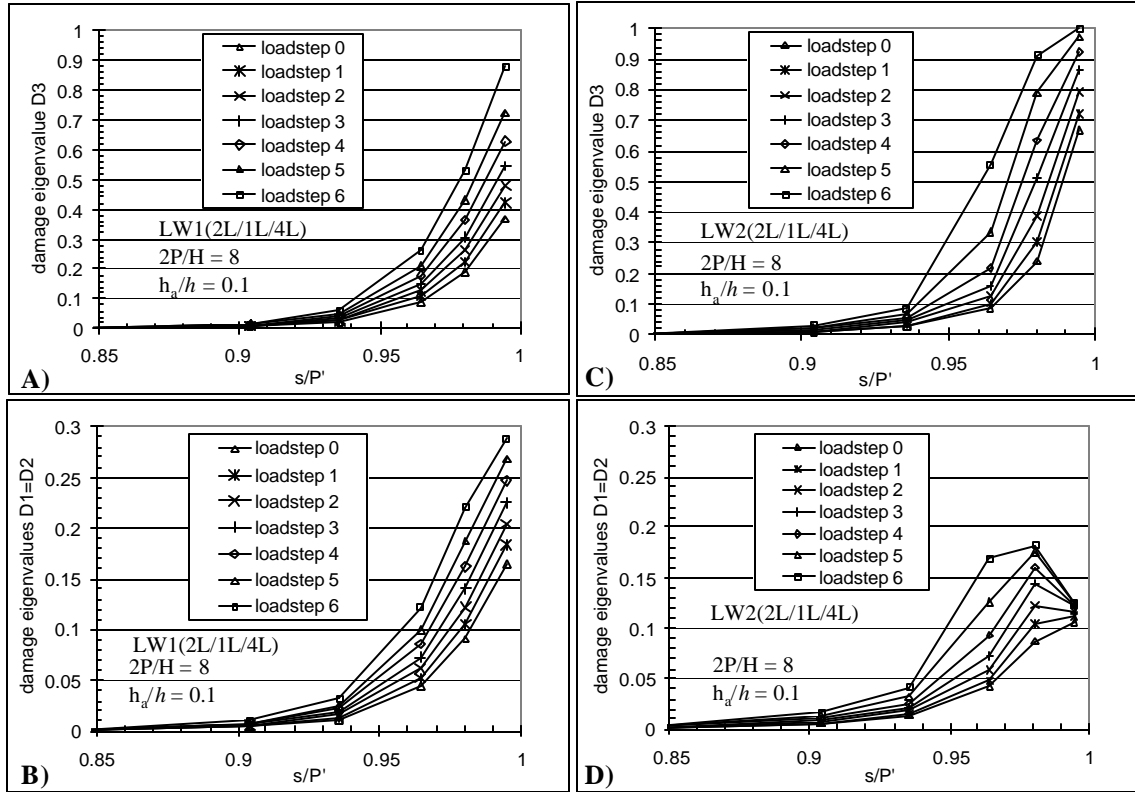 damage eigenvalue D3
1
0.9
0.8
0.7
0.6
0.5
0.4
0.3
0.2
0.1
0
loadstep 0
loadstep 1
loadstep 2
loadstep 3
loadstep 4
loadstep 5
loadstep 6
LW1(2L/1L/4L)
2P/H = 8
ha/h = 0.1
0.85 0.9 0.95 1
s/P'
A)
damage eigenvalue D3
1
0.9
0.8
0.7
0.6
0.5
0.4
0.3
0.2
0.1
0
loadstep 0
loadstep 1
loadstep 2
loadstep 3
loadstep 4
loadstep 5
loadstep 6
LW2(2L/1L/4L)
2P/H = 8
ha/h = 0.1
0.85 0.9 0.95 1
s/P'
C)
damage eigenvalues D1=D2
0.3
0.25
0.2
0.15
0.1
0.05
0
loadstep 0
loadstep 1
loadstep 2
loadstep 3
loadstep 4
loadstep 5
loadstep 6
LW1(2L/1L/4L)
2P/H = 8
ha/h = 0.1
0.85 0.9 0.95 1
s/P'
B)
damage eigenvalues D1=D2
0.3
0.25
0.2
0.15
0.1
0.05
0
loadstep 0
loadstep 1
loadstep 2
loadstep 3
loadstep 4
loadstep 5
loadstep 6
LW2(2L/1L/4L)
2P/H = 8
ha/h = 0.1
0.85 0.9 0.95 1
s/P'
D)